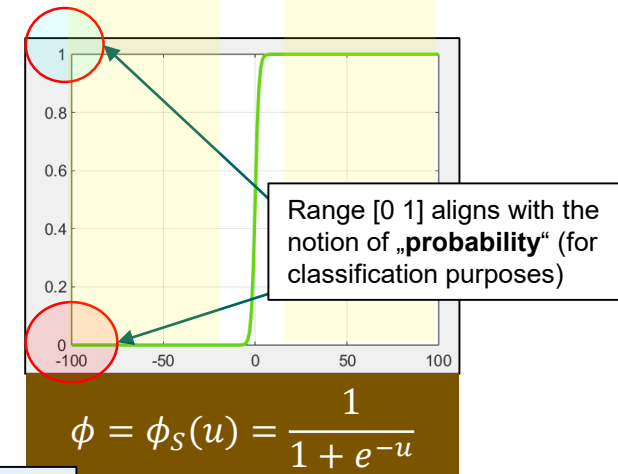 1
0.8
0.6
0.4
0.2
0
-100 -50 0 50 100
Range [0 1] aligns with the
notion of „probability“ (for
classification purposes)
𝜙 = 𝜙_S(𝑢) = 1 / (1 + 𝑒^−𝑢)